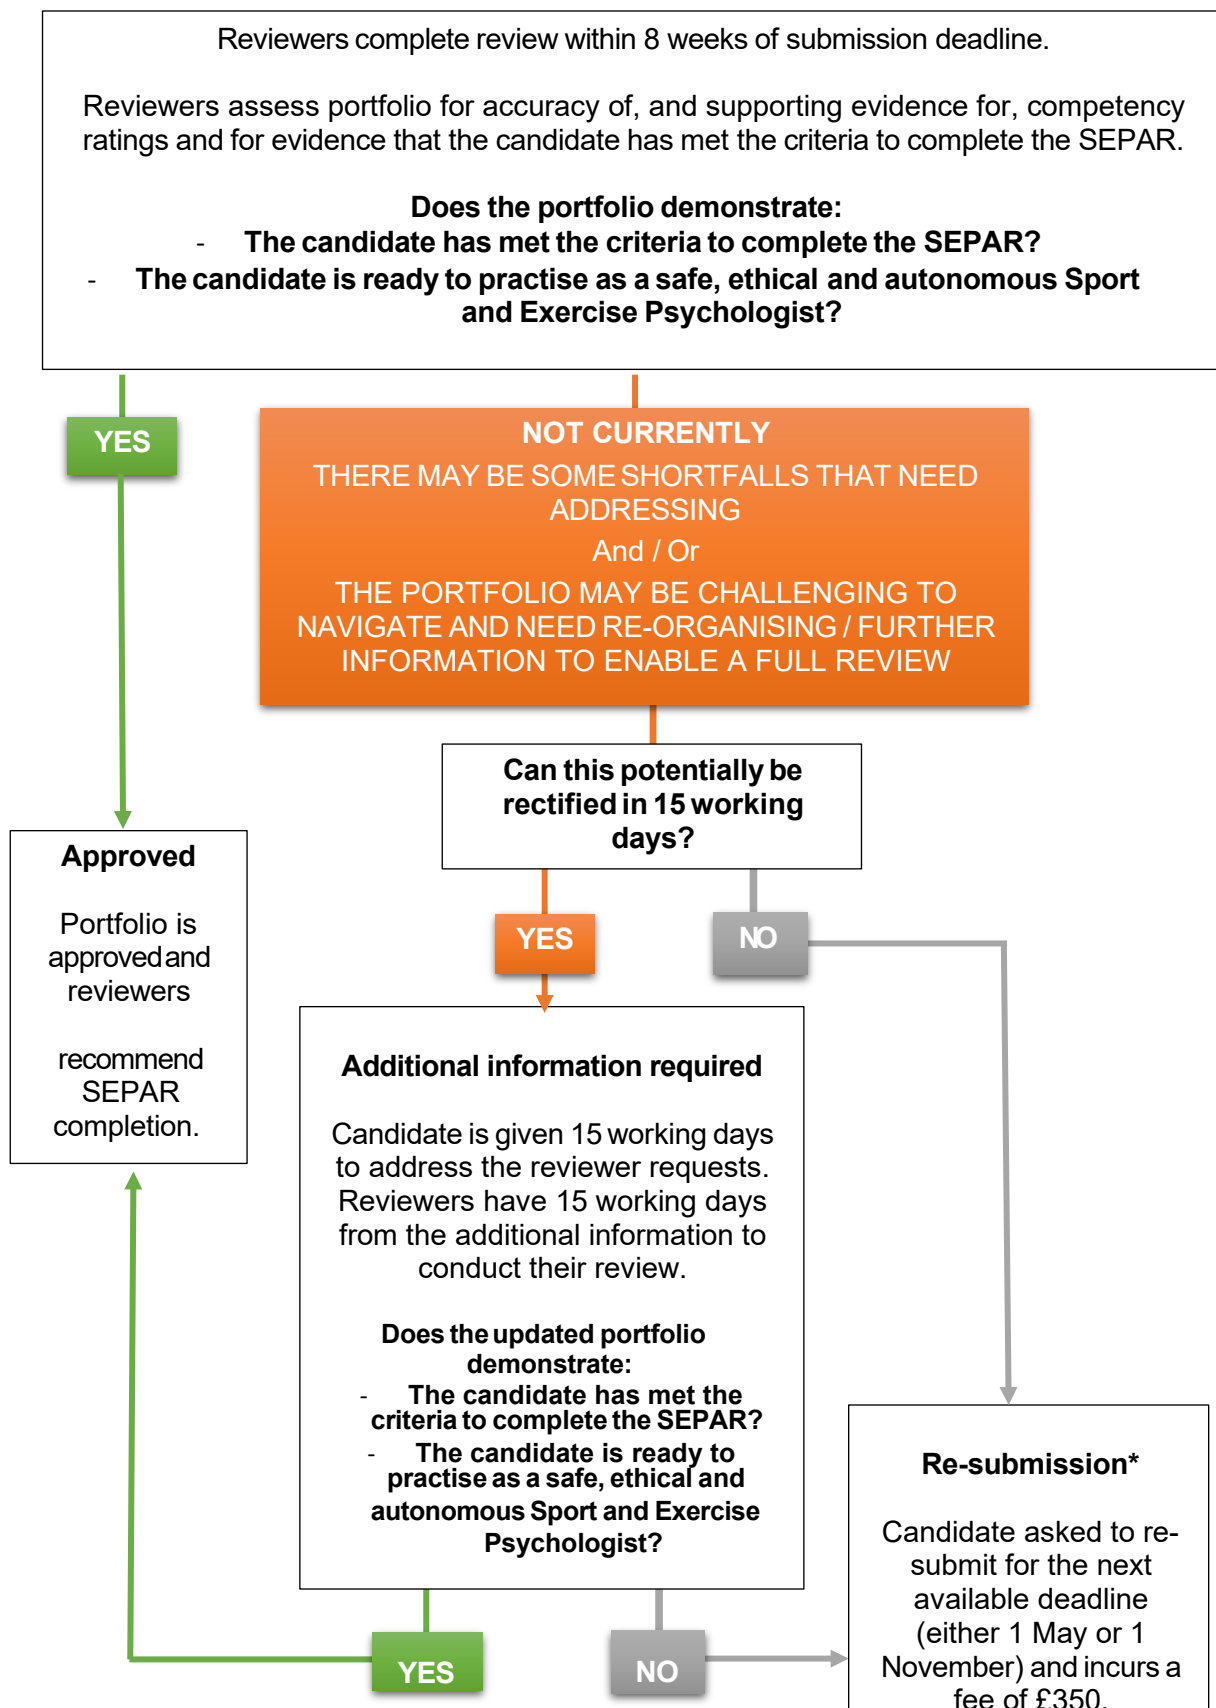 Reviewers complete review within 8 weeks of submission deadline.
Reviewers assess portfolio for accuracy of, and supporting evidence for, competency
ratings and for evidence that the candidate has met the criteria to complete the SEPAR.
Does the portfolio demonstrate:
- The candidate has met the criteria to complete the SEPAR?
- The candidate is ready to practise as a safe, ethical and autonomous Sport
and Exercise Psychologist?
YES
NOT CURRENTLY
THERE MAY BE SOME SHORTFALLS THAT NEED
ADDRESSING
And / Or
THE PORTFOLIO MAY BE CHALLENGING TO
NAVIGATE AND NEED RE-ORGANISING / FURTHER
INFORMATION TO ENABLE A FULL REVIEW
Can this potentially be
rectified in 15 working
days?
YES
NO
Approved
Portfolio is
approved and
reviewers
recommend
SEPAR
completion.
Additional information required
Candidate is given 15 working days
to address the reviewer requests.
Reviewers have 15 working days
from the additional information to
conduct their review.
Does the updated portfolio
demonstrate:
- The candidate has met the
criteria to complete the SEPAR?
- The candidate is ready to
practise as a safe, ethical and
autonomous Sport and Exercise
Psychologist?
YES
NO
Re-submission*
Candidate asked to re-
submit for the next
available deadline
(either 1 May or 1
November) and incurs a
fee of £350.